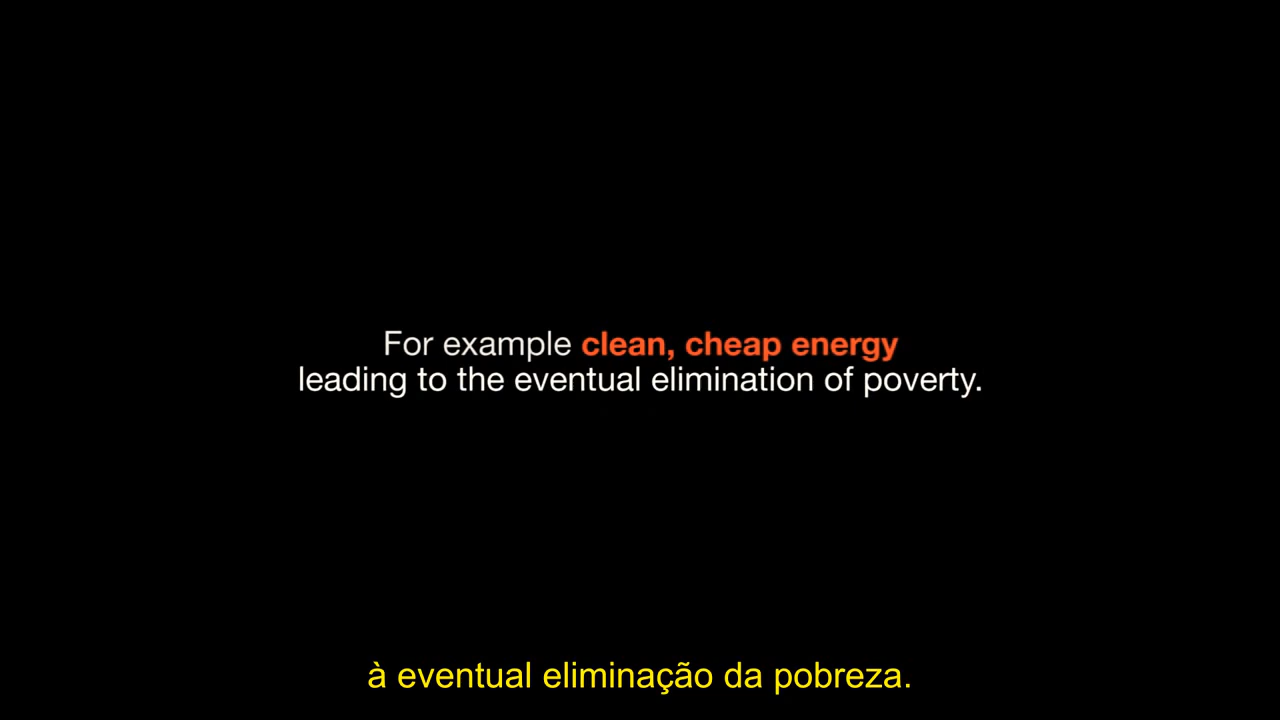 For example clean, cheap energy
leading to the eventual elimination of poverty.
à eventual eliminação da pobreza.